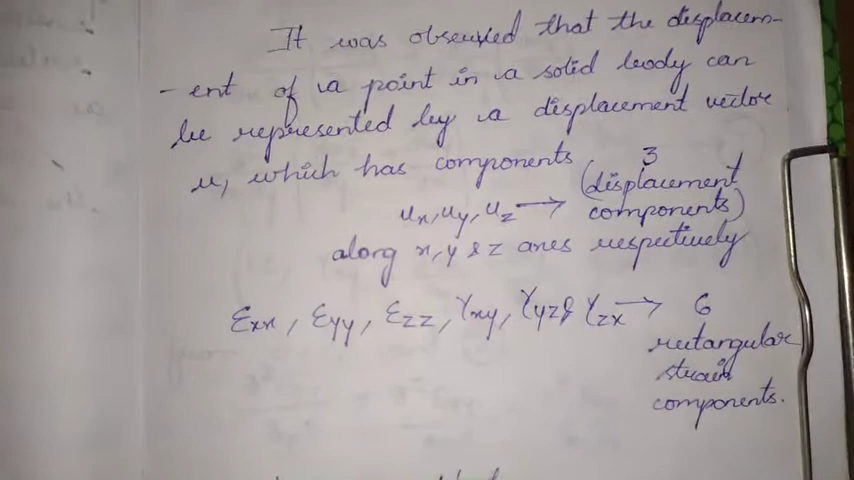 It was observed that the displacem-
- ent of a point in a solid body can
be represented by a displacement vector
u, which has components
3
(displacement
uₓ, u_y, u_z → components)
along x, y & z axes respectively
εxx, εyy, εzz, γxy, γyz & γzx → 6
rectangular
strain
components.